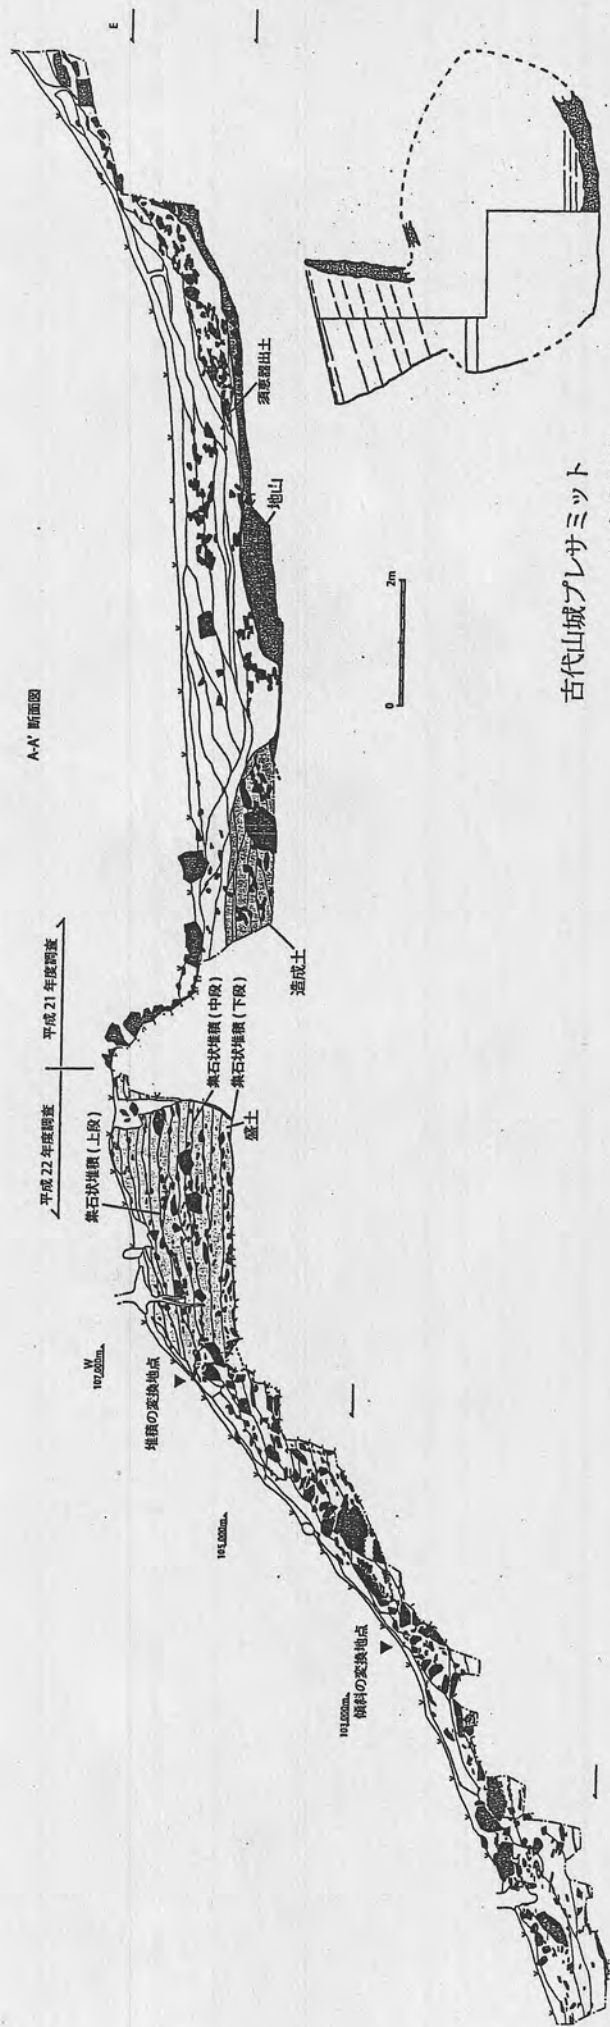 A-A' 断面図
平成22年度調査
平成21年度調査
W
107,000m
E
集石状堆積(上段)
集石状堆積(中段)
集石状堆積(下段)
盛土
造成土
地山
須恵器出土
堆積の変換地点
105,000m
103,000m
傾斜の変換地点
0
2m
古代山城プレサミット